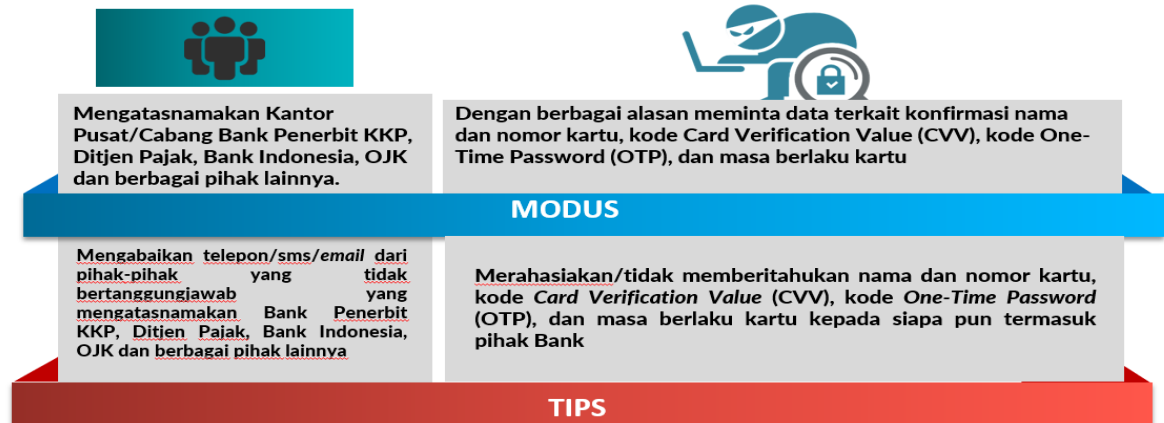 Mengatasnamakan Kantor
Pusat/Cabang Bank Penerbit KKP,
Ditjen Pajak, Bank Indonesia, OJK
dan berbagai pihak lainnya.
Dengan berbagai alasan meminta data terkait konfirmasi nama
dan nomor kartu, kode Card Verification Value (CVV), kode One-
Time Password (OTP), dan masa berlaku kartu
MODUS
Mengabaikan telepon/sms/email dari
pihak-pihak yang tidak
bertanggungjawab yang
mengatasnamakan Bank Penerbit
KKP, Ditjen Pajak, Bank Indonesia,
OJK dan berbagai pihak lainnya
Merahasiakan/tidak memberitahukan nama dan nomor kartu,
kode Card Verification Value (CVV), kode One-Time Password
(OTP), dan masa berlaku kartu kepada siapa pun termasuk
pihak Bank
TIPS